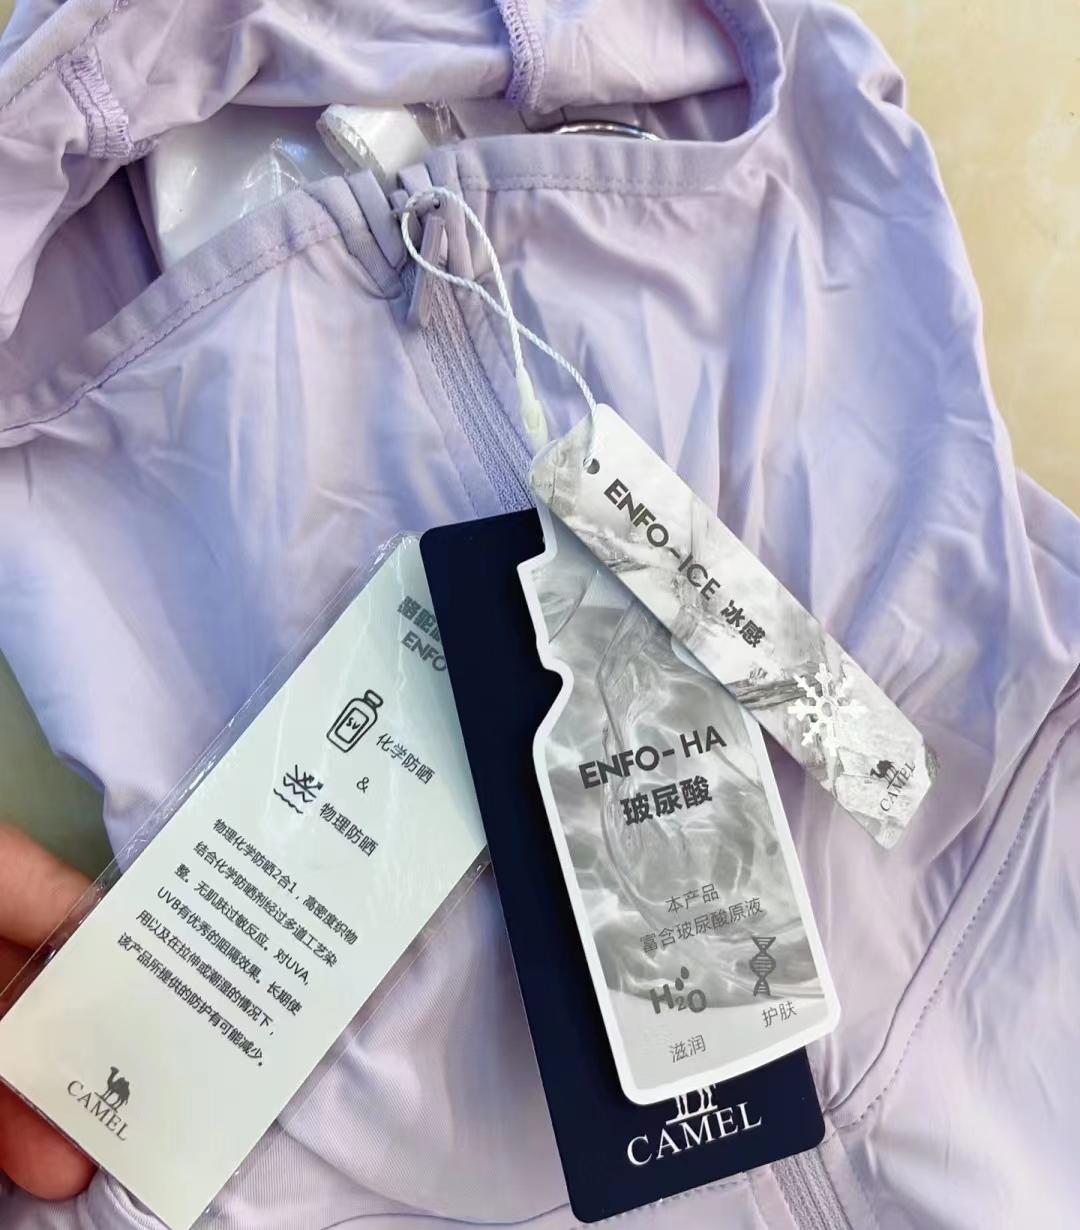 ENFO-ICE 冰感
CAMEL
ENFO-HA
玻尿酸
本产品
富含玻尿酸原液
H2O
滋润
护肤
CAMEL
骆驼
ENFO
SV
化学防晒
&
物理防晒
物理化学防晒2合1,高密度织物
结合化学防晒剂经过多道工艺染
整。无肌肤过敏反应。对UVA,
UVB有优秀的阻隔效果。长期使
用以及在拉伸或潮湿的情况下,
该产品所提供的防护有可能减少。
CAMEL